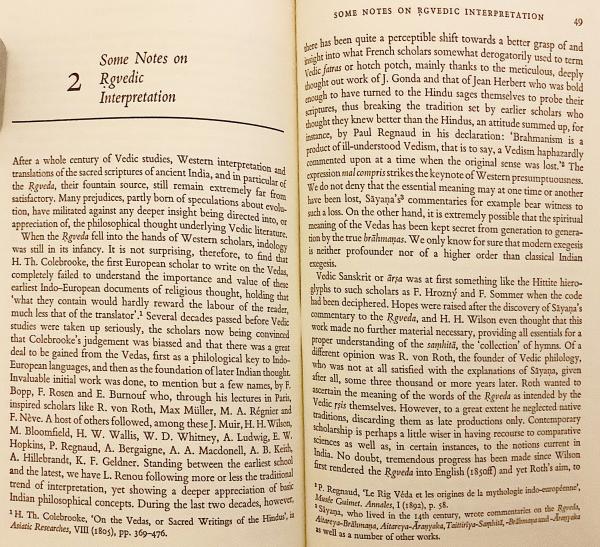 2
Some Notes on
Ṛgvedic
Interpretation
After a whole century of Vedic studies, Western interpretation and
translations of the sacred scriptures of ancient India, and in particular of
the Ṛgveda, their fountain source, still remain extremely far from
satisfactory. Many prejudices, partly born of speculations about evolu-
tion, have militated against any deeper insight being directed into, or
appreciation of, the philosophical thought underlying Vedic literature.
When the Ṛgveda fell into the hands of Western scholars, indology
was still in its infancy. It is not surprising, therefore, to find that
H. Th. Colebrooke, the first European scholar to write on the Vedas,
completely failed to understand the importance and value of these
earliest Indo-European documents of religious thought, holding that
'what they contain would hardly reward the labour of the reader,
much less that of the translator'.¹ Several decades passed before Vedic
studies were taken up seriously, the scholars now being convinced
that Colebrooke's judgement was biassed and that there was a great
deal to be gained from the Vedas, first as a philological key to Indo-
European languages, and then as the foundation of later Indian thought.
Invaluable initial work was done, to mention but a few names, by F.
Bopp, F. Rosen and E. Burnouf who, through his lectures in Paris,
inspired scholars like R. von Roth, Max Müller, M. A. Régnier and
F. Nève. A host of others followed, among these J. Muir, H. H. Wilson,
M. Bloomfield, H. W. Wallis, W. D. Whitney, A. Ludwig, E. W.
Hopkins, P. Regnaud, A. Bergaigne, A. A. Macdonell, A. B. Keith,
A. Hillebrandt, K. F. Geldner. Standing between the earliest school
and the latest, we have L. Renou following more or less the traditional
trend of interpretation, yet showing a deeper appreciation of basic
Indian philosophical concepts. During the last two decades, however,
¹ H. Th. Colebrooke, 'On the Vedas, or Sacred Writings of the Hindus', in
Asiatic Researches, VIII (1805), pp. 369–476.
SOME NOTES ON ṚGVEDIC INTERPRETATION
49
there has been quite a perceptible shift towards a better grasp of and
insight into what French scholars somewhat derogatorily used to term
Vedic fatras or hotch potch, mainly thanks to the meticulous, deeply
thought out work of J. Gonda and that of Jean Herbert who was bold
enough to have turned to the Hindu sages themselves to probe their
scriptures, thus breaking the tradition set by earlier scholars who
thought they knew better than the Hindus, an attitude summed up, for
instance, by Paul Regnaud in his declaration: 'Brahmanism is a
product of ill-understood Vedism, that is to say, a Vedism haphazardly
commented upon at a time when the original sense was lost.'² The
expression mal compris strikes the keynote of Western presumptuousness.
We do not deny that the essential meaning may at one time or another
have been lost, Sāyaṇa's³ commentaries for example bear witness to
such a loss. On the other hand, it is extremely possible that the spiritual
meaning of the Vedas has been kept secret from generation to genera-
tion by the true brāhmaṇas. We only know for sure that modern exegesis
is neither profounder nor of a higher order than classical Indian
exegesis.
Vedic Sanskrit or ārṣa was at first something like the Hittite hiero-
glyphs to such scholars as F. Hrozný and F. Sommer when the code
had been deciphered. Hopes were raised after the discovery of Sāyaṇa's
commentary to the Ṛgveda, and H. H. Wilson even thought that this
work made no further material necessary, providing all essentials for a
proper understanding of the saṃhitā, the 'collection' of hymns. Of a
different opinion was R. von Roth, the founder of Vedic philology,
who was not at all satisfied with the explanations of Sāyaṇa, given
after all, some three thousand or more years later. Roth wanted to
ascertain the meaning of the words of the Ṛgveda as intended by the
Vedic ṛṣis themselves. However, to a great extent he neglected native
traditions, discarding them as late productions only. Contemporary
scholarship is perhaps a little wiser in having recourse to comparative
sciences as well as, in certain instances, to the notions current in
India. No doubt, tremendous progress has been made since Wilson
first rendered the Ṛgveda into English (1850ff) and yet Roth's aim, to
² P. Regnaud, 'Le Rig Véda et les origines de la mythologie indo-européenne',
Musée Guimet. Annales, I (1892), p. 58.
³ Sāyaṇa, who lived in the 14th century, wrote commentaries on the Ṛgveda,
Aitareya-Brāhmaṇa, Aitareya-Āraṇyaka, Taittirīya-Saṃhitā, -Brāhmaṇa and -Āraṇyaka
as well as a number of other works.